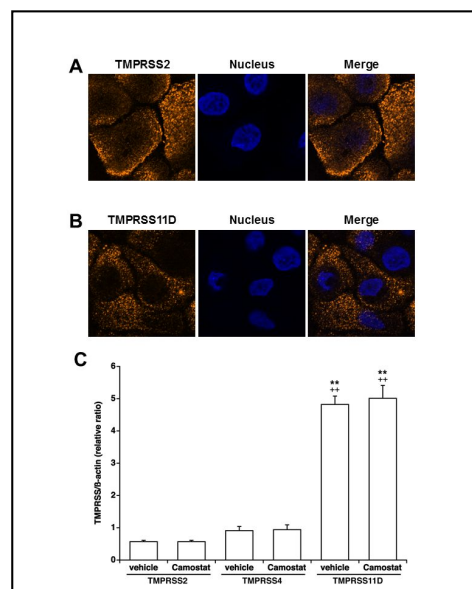 A
TMPRSS2 Nucleus Merge
B
TMPRSS11D Nucleus Merge
C
TMPRSS/ß-actin (relative ratio)
6
5
4
3
2
1
0
** **
++ ++
vehicle Camostat vehicle Camostat vehicle Camostat
TMPRSS2 TMPRSS4 TMPRSS11D